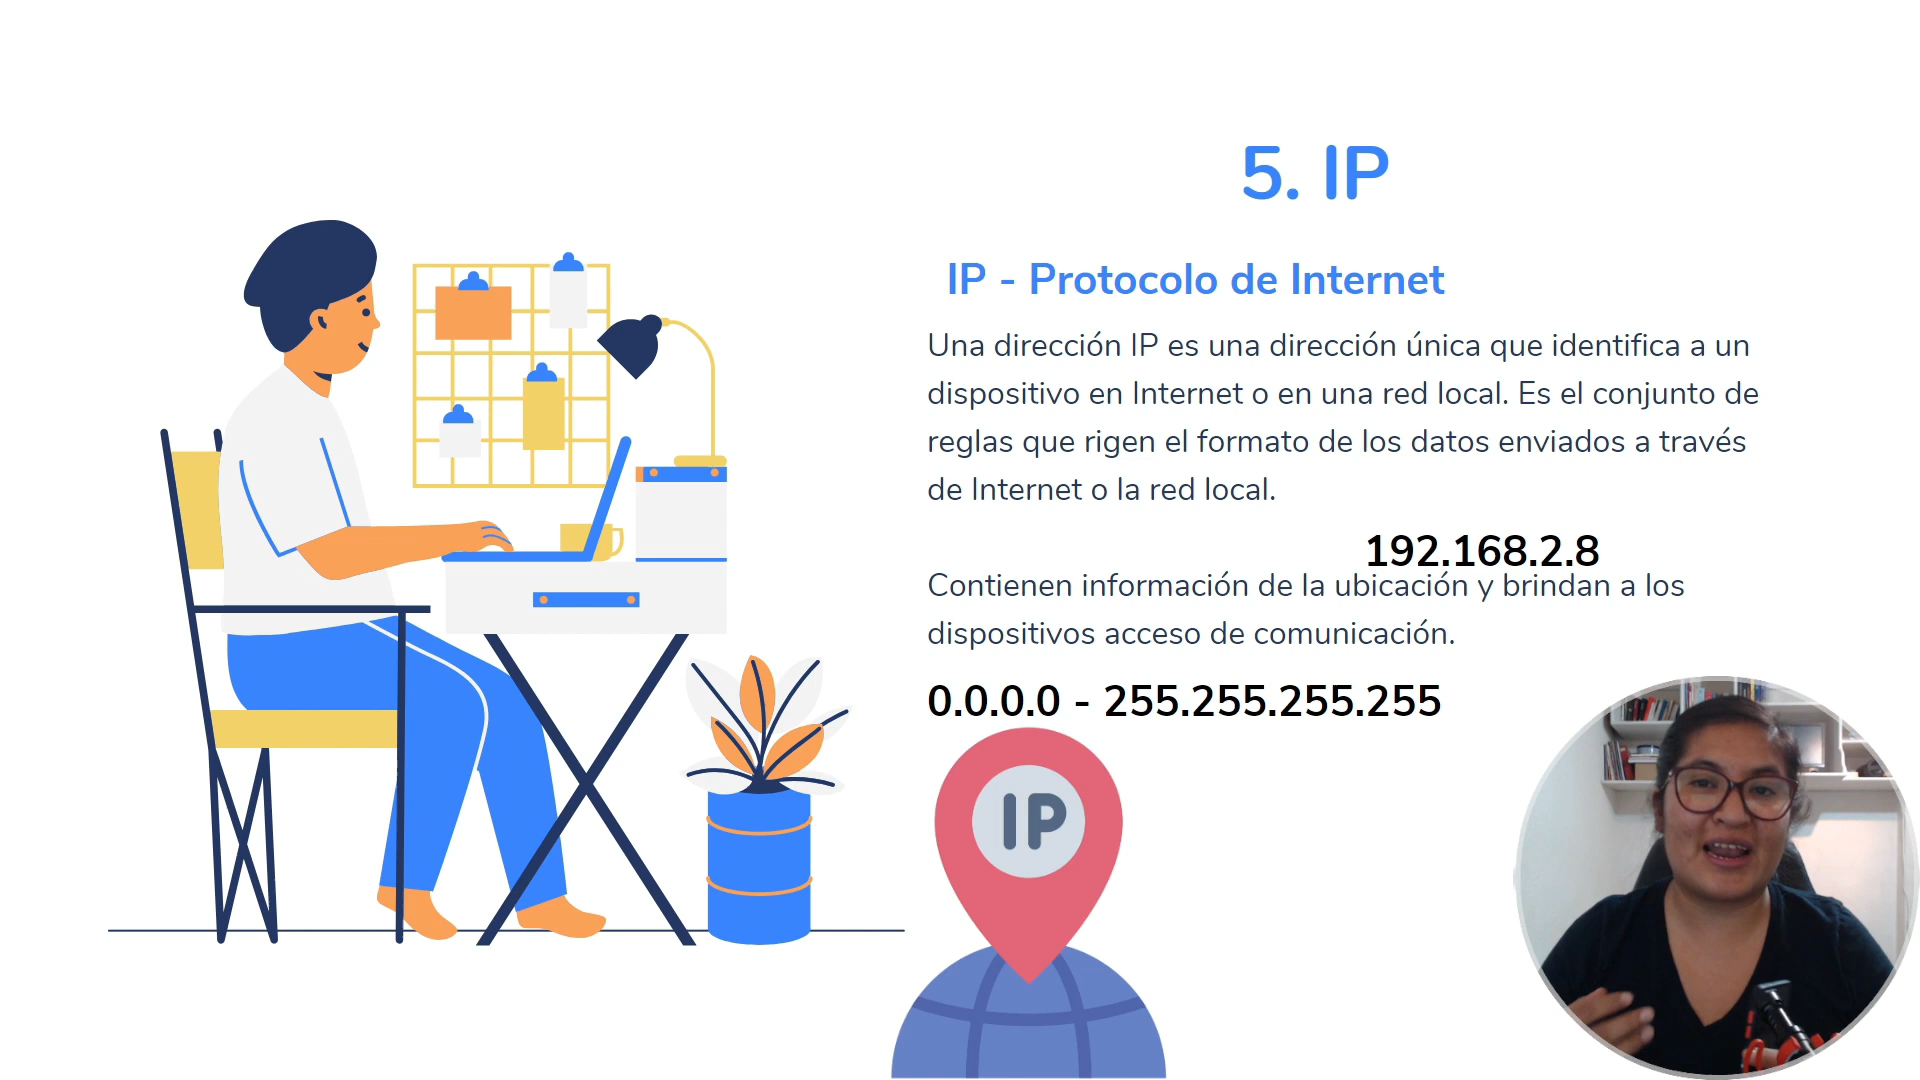 5. IP
IP - Protocolo de Internet
Una dirección IP es una dirección única que identifica a un
dispositivo en Internet o en una red local. Es el conjunto de
reglas que rigen el formato de los datos enviados a través
de Internet o la red local.
192.168.2.8
Contienen información de la ubicación y brindan a los
dispositivos acceso de comunicación.
0.0.0.0 - 255.255.255.255
IP